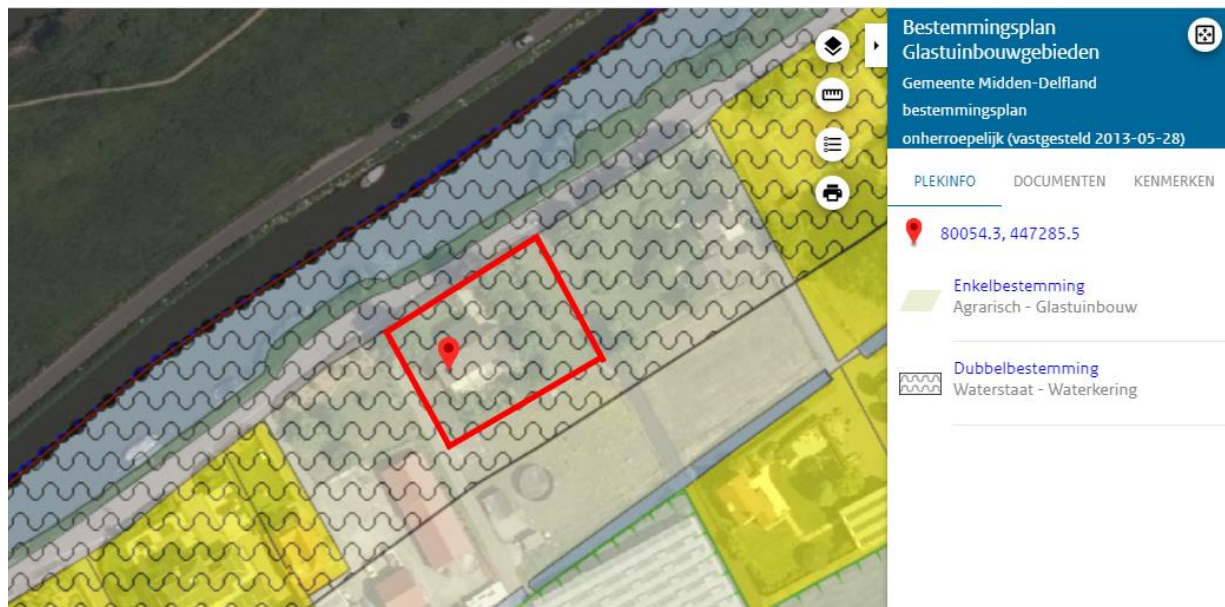 Bestemmingsplan
Glastuinbouwgebieden
Gemeente Midden-Delfland
bestemmingsplan
onherroepelijk (vastgesteld 2013-05-28)
PLEKINFO DOCUMENTEN KENMERKEN
80054.3, 447285.5
Enkelbestemming
Agrarisch - Glastuinbouw
Dubbelbestemming
Waterstaat - Waterkering